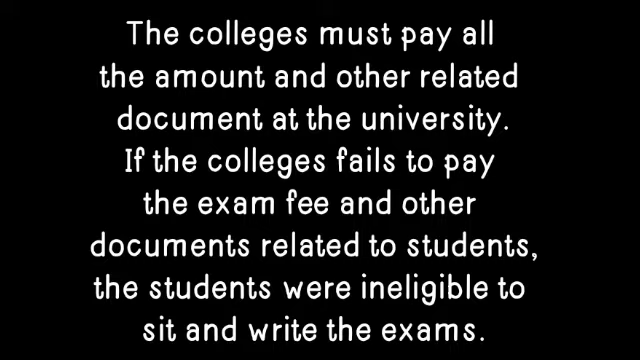 The colleges must pay all
the amount and other related
document at the university.
If the colleges fails to pay
the exam fee and other
documents related to students,
the students were ineligible to
sit and write the exams.